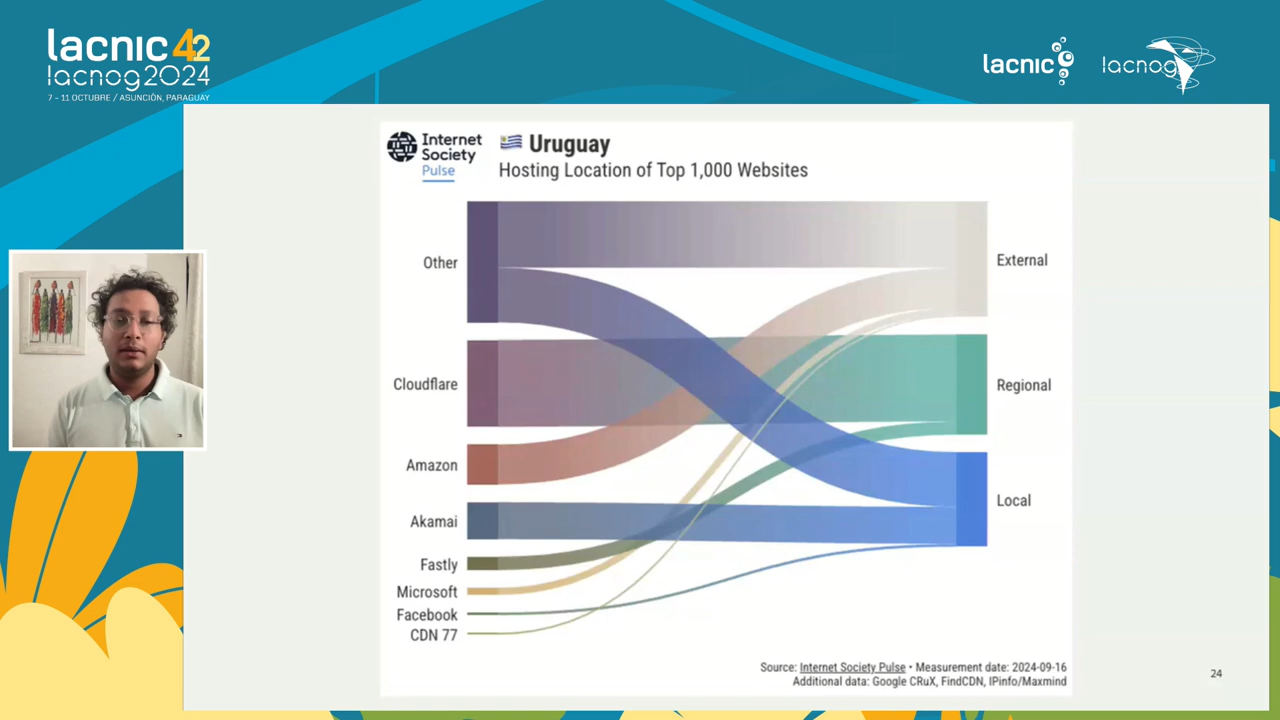 lacnic 42
lacnog2024
7 - 11 OCTUBRE / ASUNCIÓN, PARAGUAY
lacnic
lacnog
Internet
Society
Pulse
Uruguay
Hosting Location of Top 1,000 Websites
Other
Cloudflare
Amazon
Akamai
Fastly
Microsoft
Facebook
CDN 77
External
Regional
Local
Source: Internet Society Pulse • Measurement date: 2024-09-16
Additional data: Google CRuX, FindCDN, IPinfo/Maxmind
24